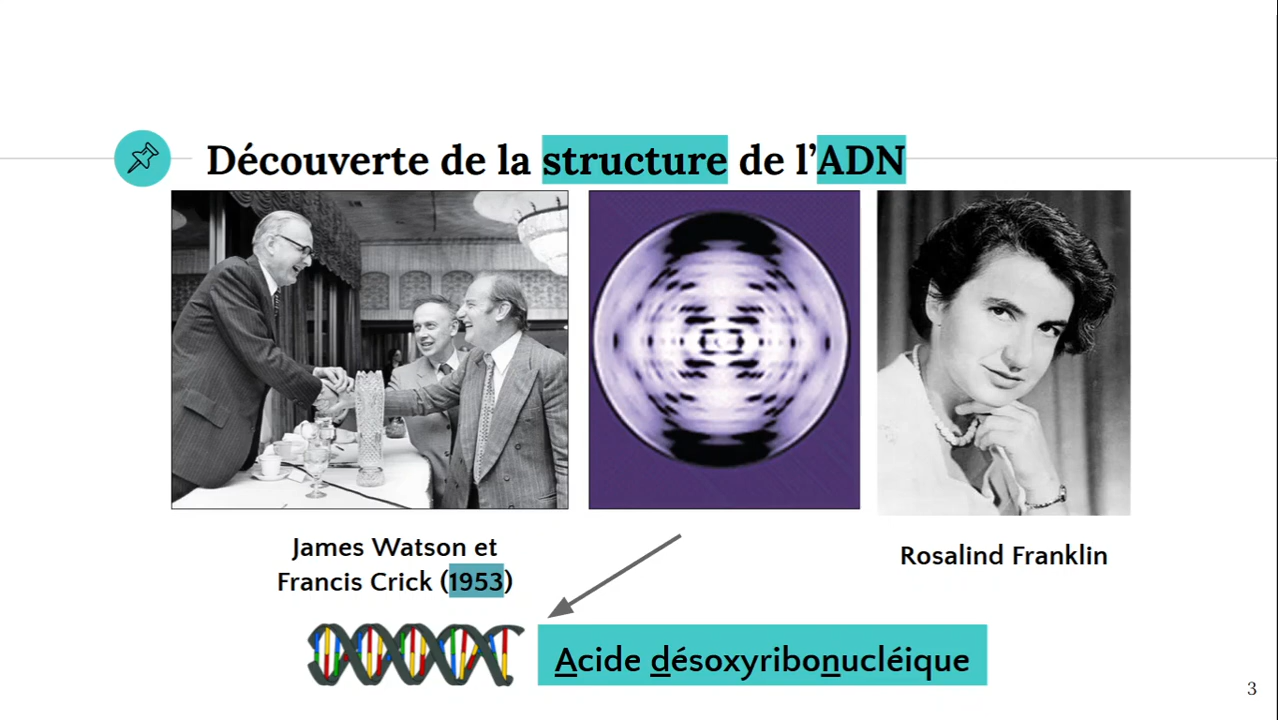 Découverte de la structure de l’ADN
James Watson et
Francis Crick (1953)
Rosalind Franklin
Acide désoxyribonucléique
3